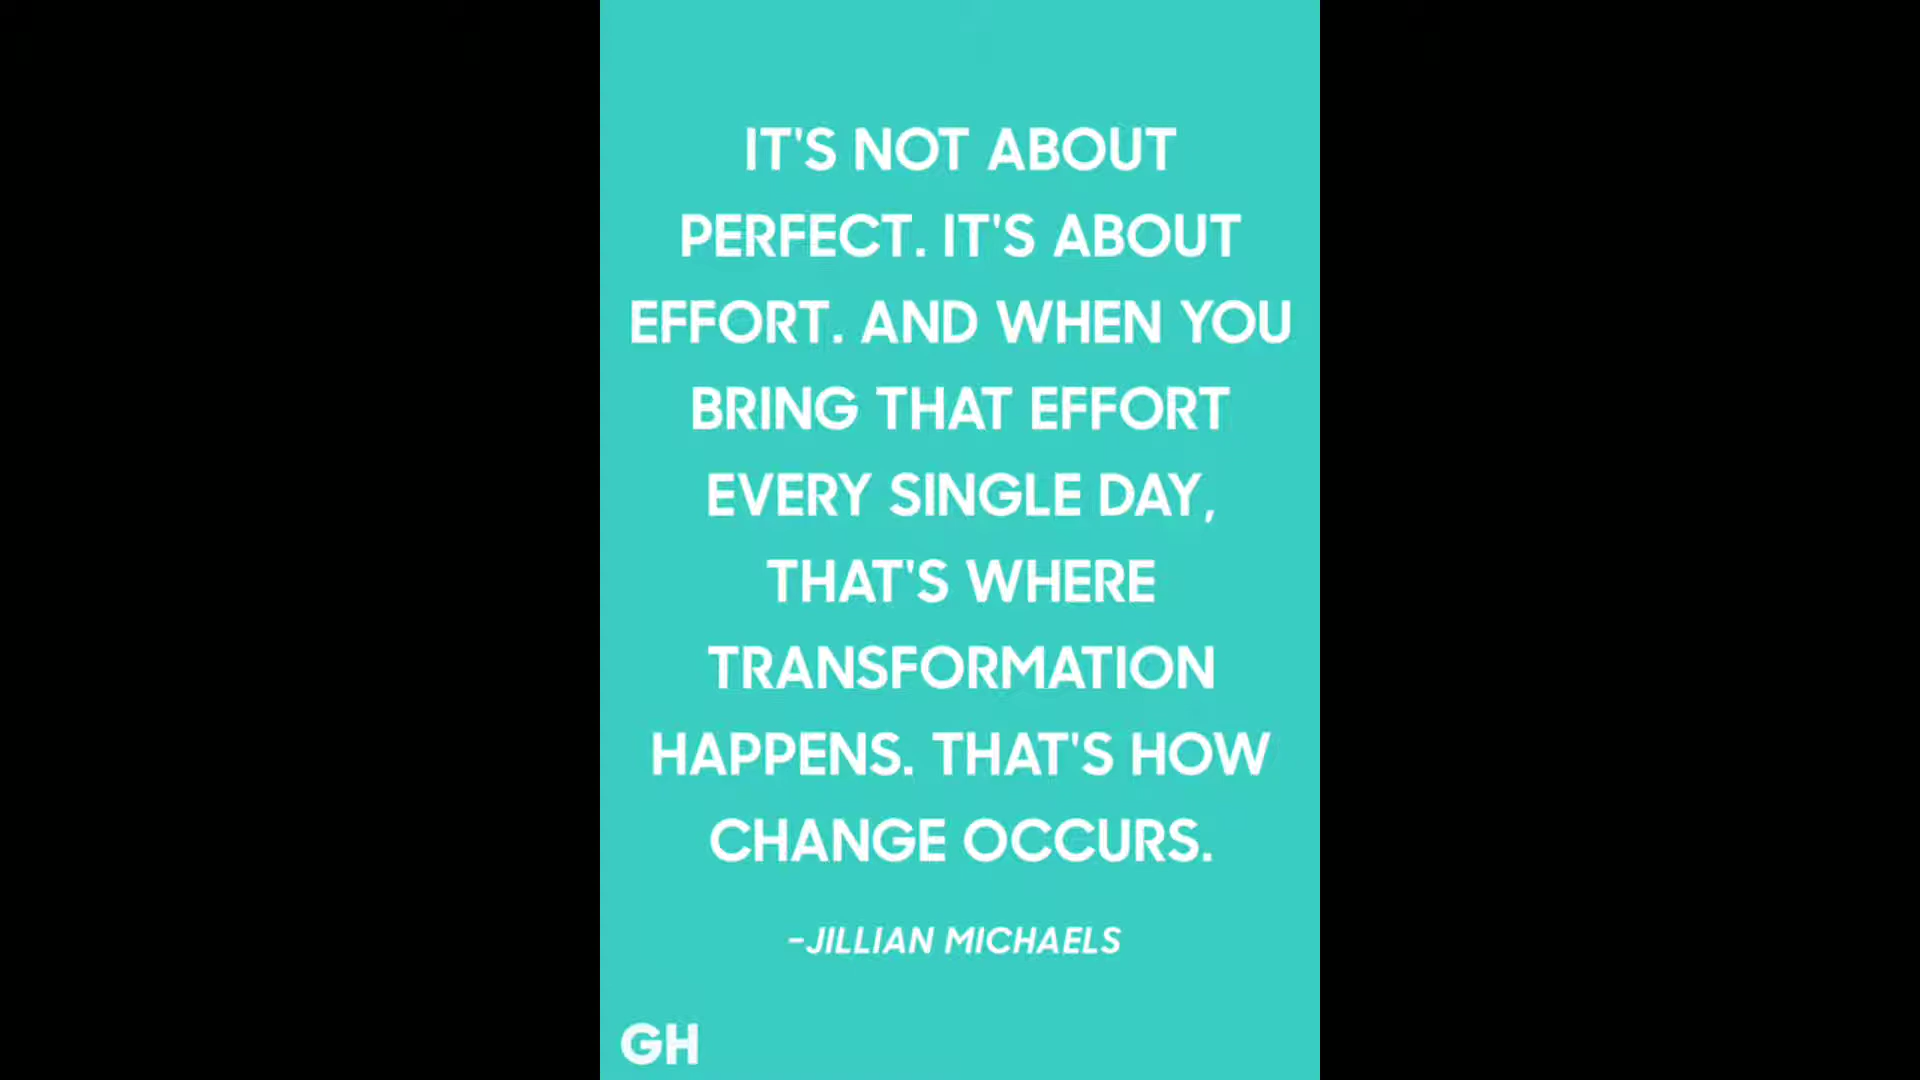 IT'S NOT ABOUT
PERFECT. IT'S ABOUT
EFFORT. AND WHEN YOU
BRING THAT EFFORT
EVERY SINGLE DAY,
THAT'S WHERE
TRANSFORMATION
HAPPENS. THAT'S HOW
CHANGE OCCURS.
-JILLIAN MICHAELS
GH